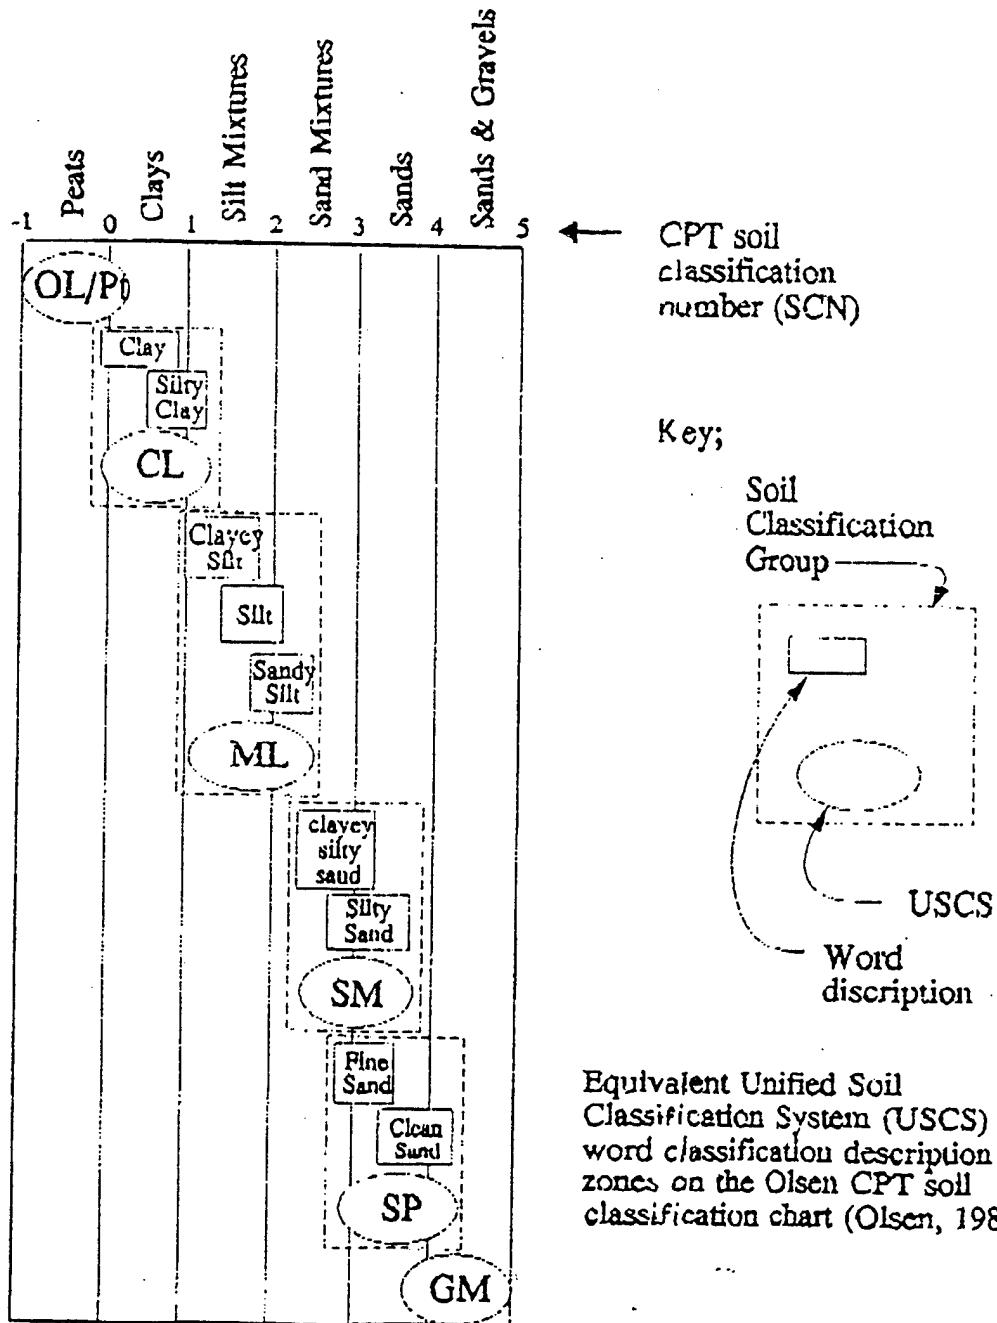 Peats
Clays
Silt Mixtures
Sand Mixtures
Sands
Sands & Gravels
-1 0 1 2 3 4 5
CPT soil
classification
number (SCN)
OL/Pt
Clay
Silty
Clay
CL
Clayey
Silt
Silt
Sandy
Silt
ML
clayey
silty
sand
Silty
Sand
SM
Fine
Sand
Clean
Sand
SP
GM
Key;
Soil
Classification
Group
USCS
Word
discription
Equivalent Unified Soil
Classification System (USCS)
word classification description
zones on the Olsen CPT soil
classification chart (Olsen, 198